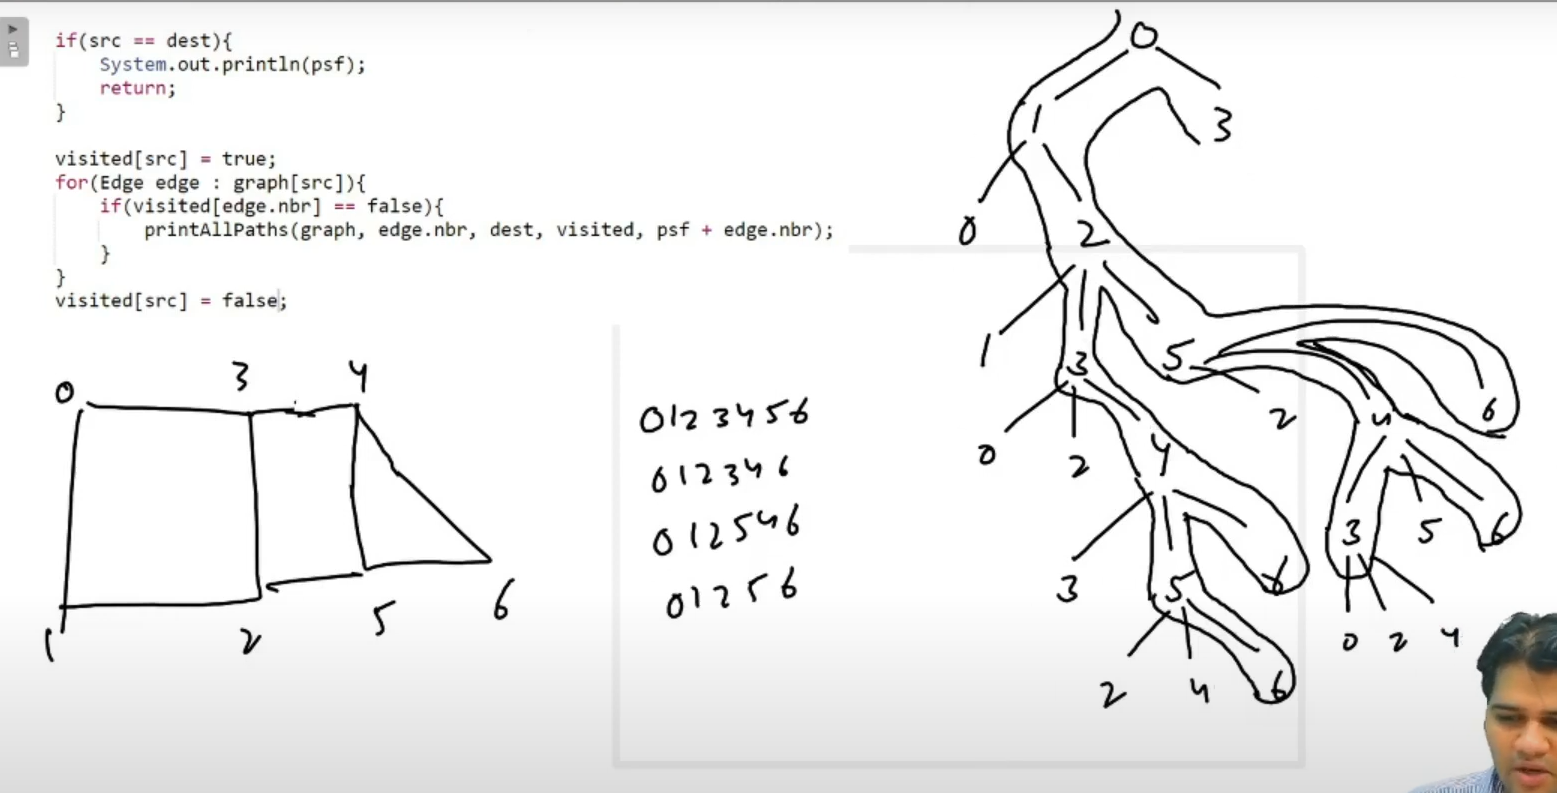 if(src == dest){
System.out.println(psf);
return;
}
visited[src] = true;
for(Edge edge : graph[src]){
if(visited[edge.nbr] == false){
printAllPaths(graph, edge.nbr, dest, visited, psf + edge.nbr);
}
}
visited[src] = false;
0 3 4
1 2 5 6
0123456
012346
012546
01256
0
1 3
0 2
1 3 5 2 4 6
0 2 4 3 5 6
3 5 6 0 2 4
2 4 6